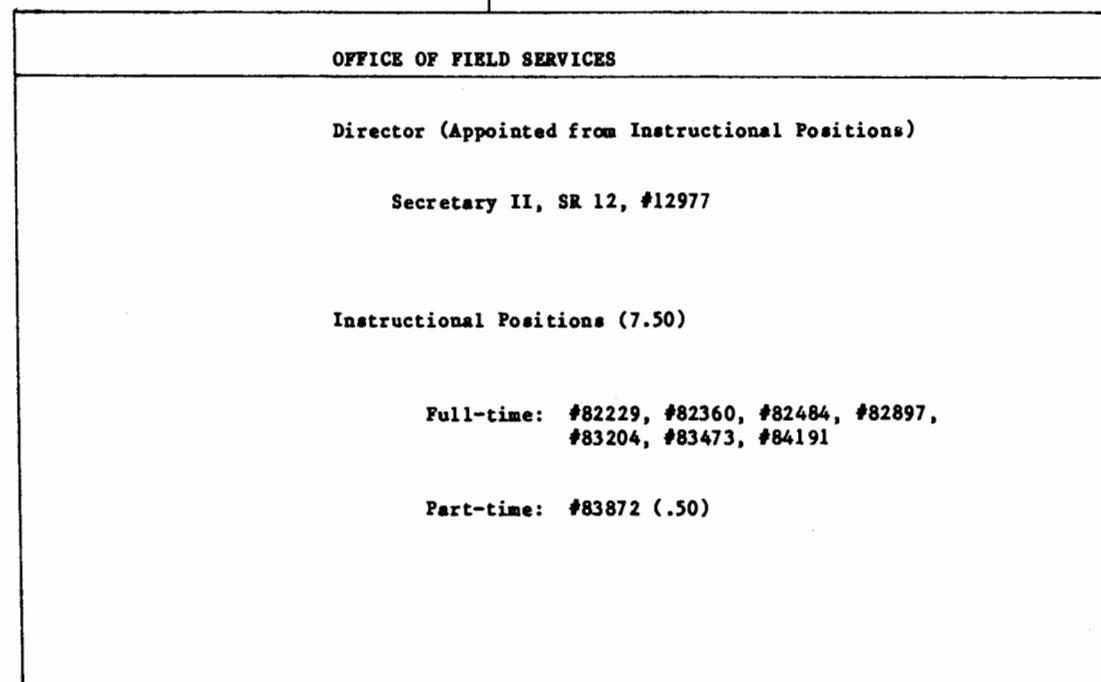 OFFICE OF FIELD SERVICES
Director (Appointed from Instructional Positions)
Secretary II, SR 12, #12977
Instructional Positions (7.50)
Full-time: #82229, #82360, #82484, #82897,
#83204, #83473, #84191
Part-time: #83872 (.50)